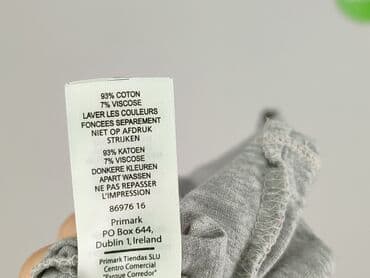 93% COTON
7% VISCOSE
LAVER LES COULEURS
FONCEES SEPAREMENT
NIET OP AFDRUK
STRIJKEN
93% KATOEN
7% VISCOSE
DONKERE KLEUREN
APART WASSEN
NE PAS REPASSER
L'IMPRESSION
86976 16
Primark
PO Box 644,
Dublin 1, Ireland
Primark Tiendas SLU
Centro Comercial
"Parque Corredor"